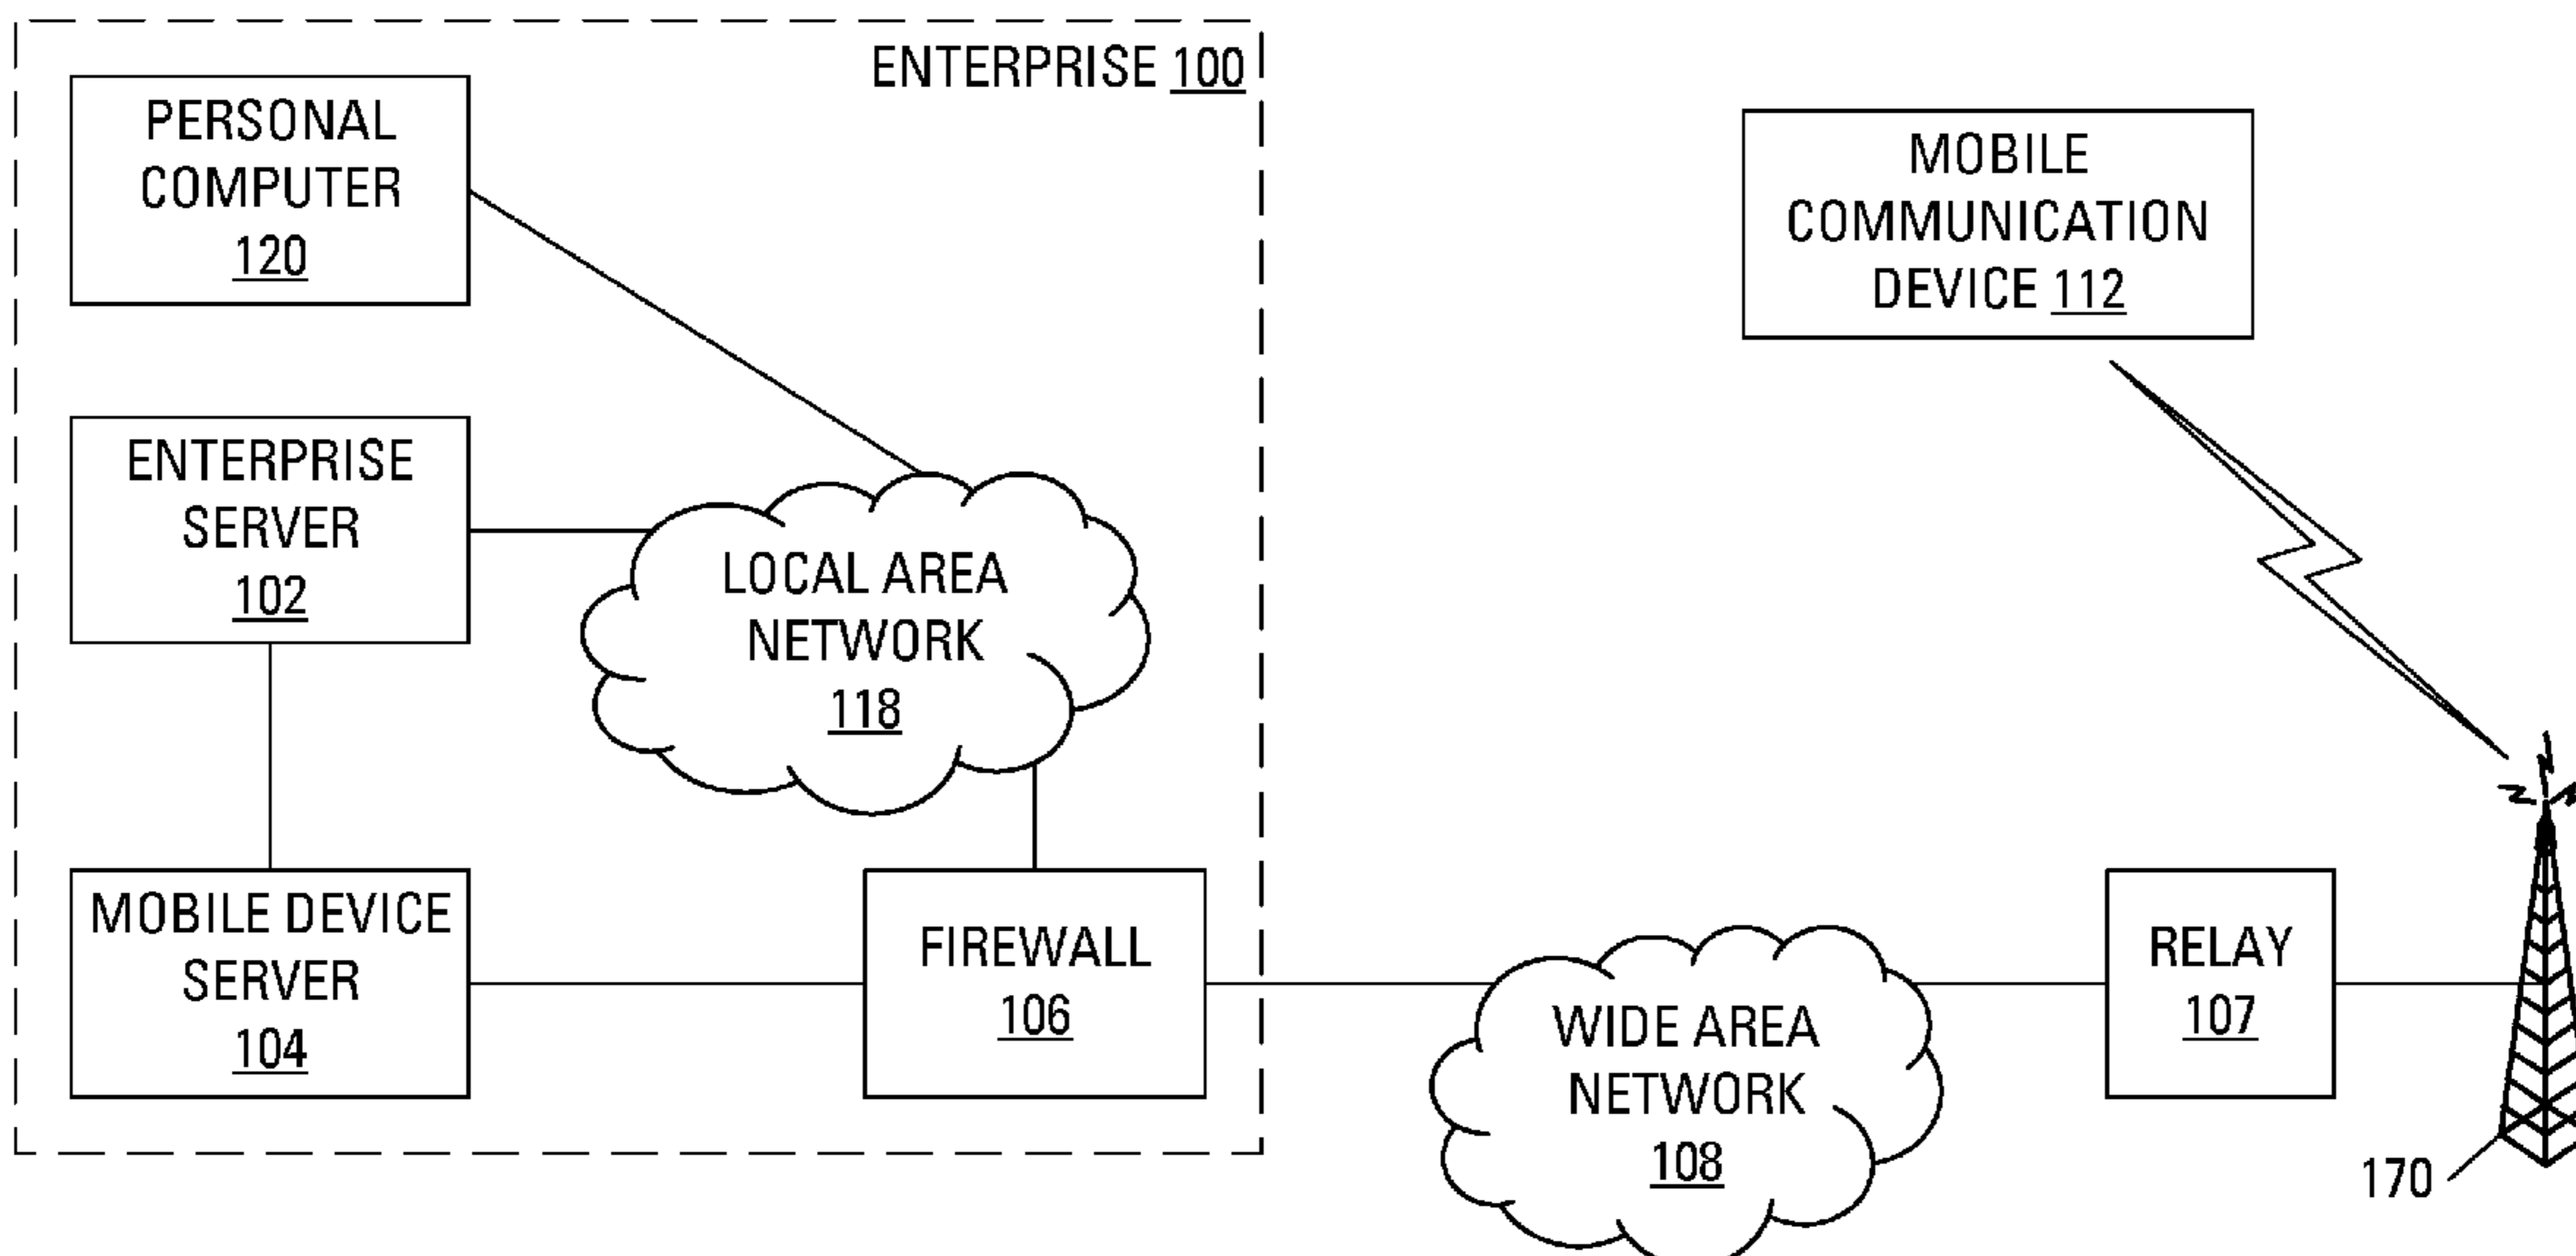 ENTERPRISE 100
PERSONAL
COMPUTER
120
MOBILE
COMMUNICATION
DEVICE 112
ENTERPRISE
SERVER
102
LOCAL AREA
NETWORK
118
MOBILE DEVICE
SERVER
104
FIREWALL
106
WIDE AREA
NETWORK
108
RELAY
107
170